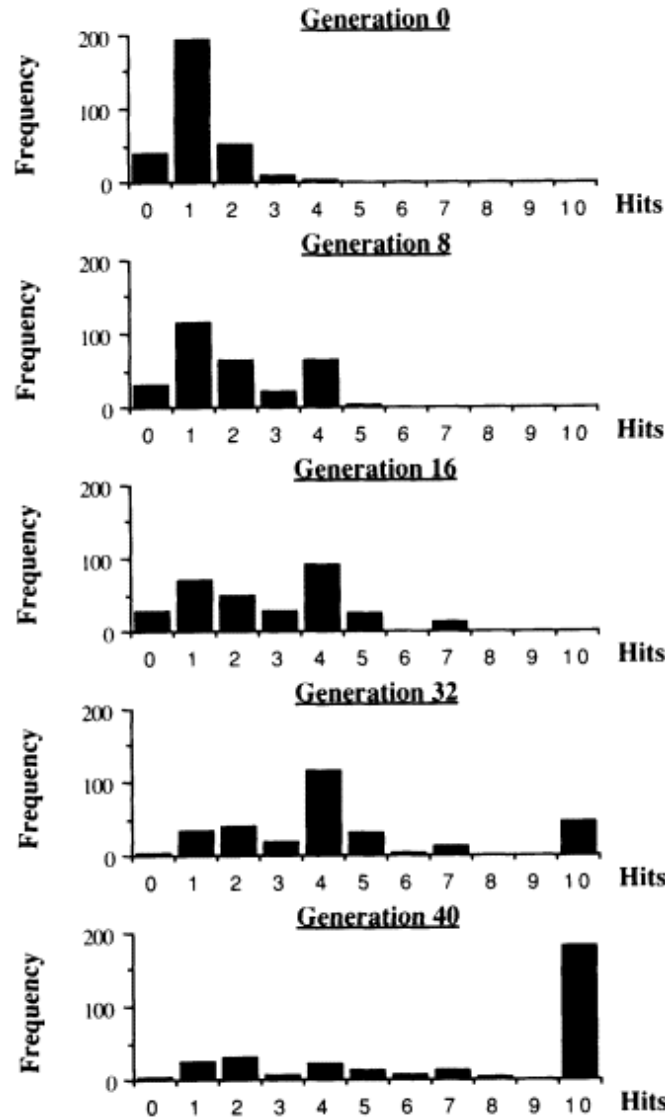 Generation 0
200
100
0
Frequency
0 1 2 3 4 5 6 7 8 9 10 Hits
Generation 8
200
100
0
Frequency
0 1 2 3 4 5 6 7 8 9 10 Hits
Generation 16
200
100
0
Frequency
0 1 2 3 4 5 6 7 8 9 10 Hits
Generation 32
200
100
0
Frequency
0 1 2 3 4 5 6 7 8 9 10 Hits
Generation 40
200
100
0
Frequency
0 1 2 3 4 5 6 7 8 9 10 Hits